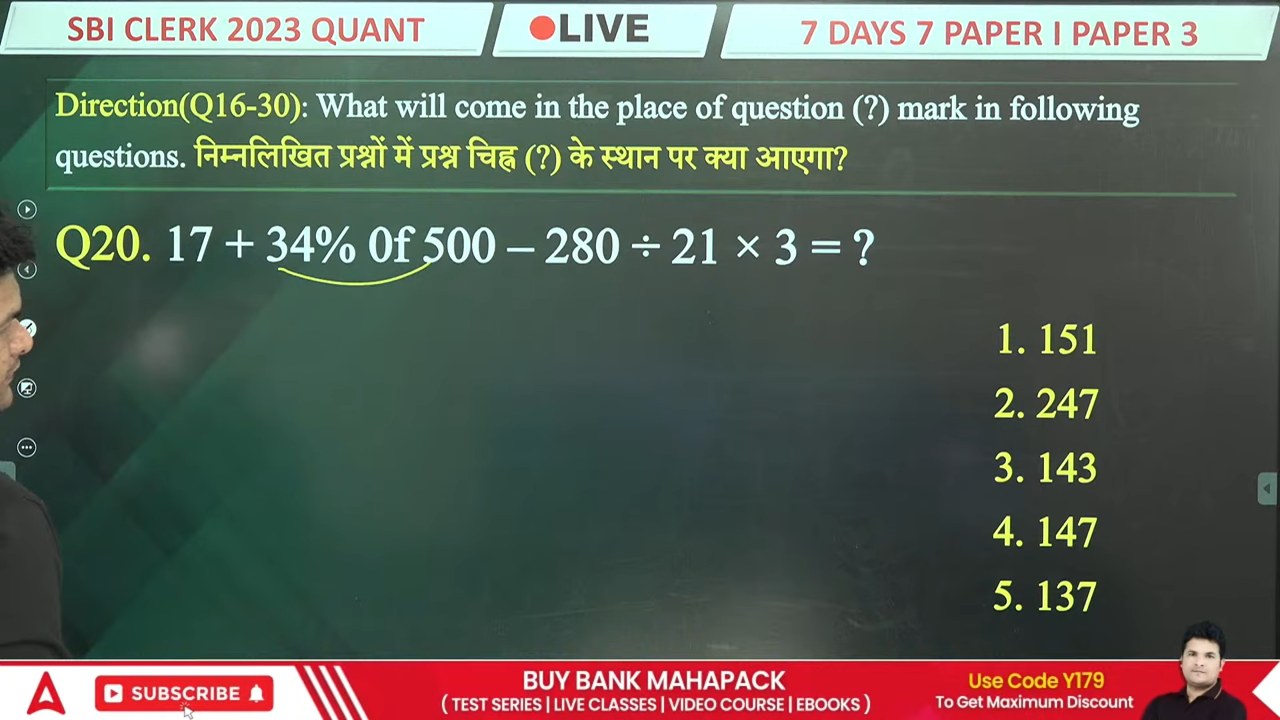 SBI CLERK 2023 QUANT
LIVE
7 DAYS 7 PAPER I PAPER 3
Direction(Q16-30): What will come in the place of question (?) mark in following
questions. निम्नलिखित प्रश्नों में प्रश्न चिह्न (?) के स्थान पर क्या आएगा?
Q20. 17 + 34% 0f 500 – 280 ÷ 21 × 3 = ?
1. 151
2. 247
3. 143
4. 147
5. 137
SUBSCRIBE
BUY BANK MAHAPACK
( TEST SERIES | LIVE CLASSES | VIDEO COURSE | EBOOKS )
Use Code Y179
To Get Maximum Discount